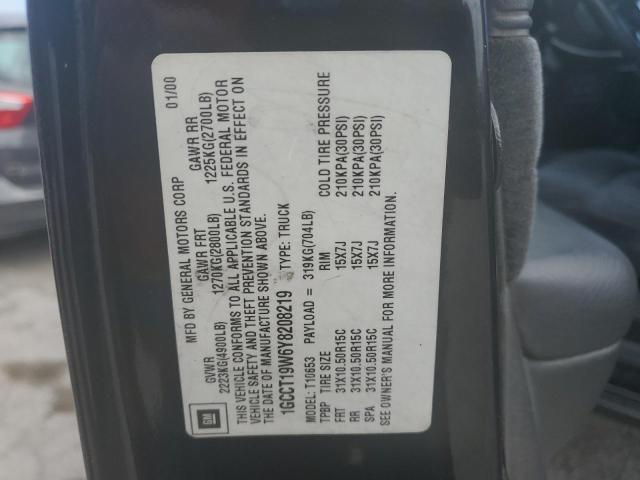 GM
MFD BY GENERAL MOTORS CORP 01/00
GVWR GAWR FRT GAWR RR
2223KG(4900LB) 1270KG(2800LB) 1225KG(2700LB)
THIS VEHICLE CONFORMS TO ALL APPLICABLE U.S. FEDERAL MOTOR
VEHICLE SAFETY AND THEFT PREVENTION STANDARDS IN EFFECT ON
THE DATE OF MANUFACTURE SHOWN ABOVE.
1GCCT19W6Y8208219 TYPE: TRUCK
MODEL: T10653 PAYLOAD = 319KG(704LB)
TPBP TIRE SIZE RIM COLD TIRE PRESSURE
FRT 31X10.50R15C 15X7J 210KPA(30PSI)
RR 31X10.50R15C 15X7J 210KPA(30PSI)
SPA 31X10.50R15C 15X7J 210KPA(30PSI)
SEE OWNER'S MANUAL FOR MORE INFORMATION.